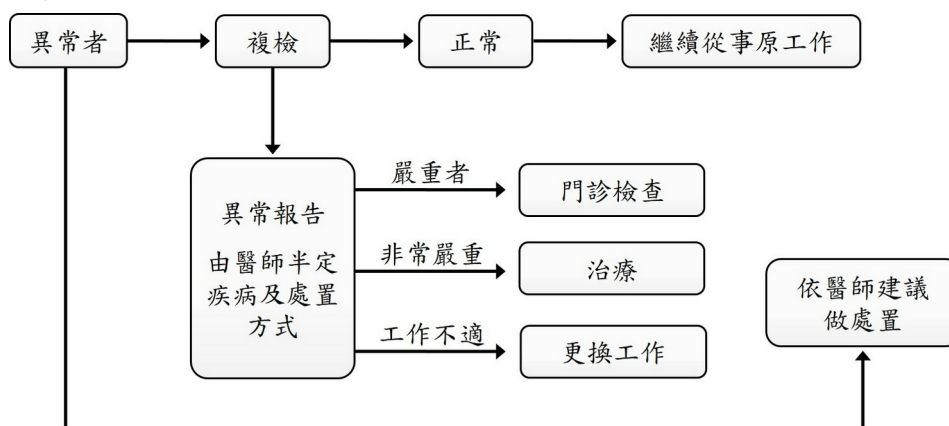 異常者
複檢
正常
繼續從事原工作
嚴重者
門診檢查
異常報告
由醫師半定
疾病及處置
方式
非常嚴重
治療
工作不適
更換工作
依醫師建議
做處置